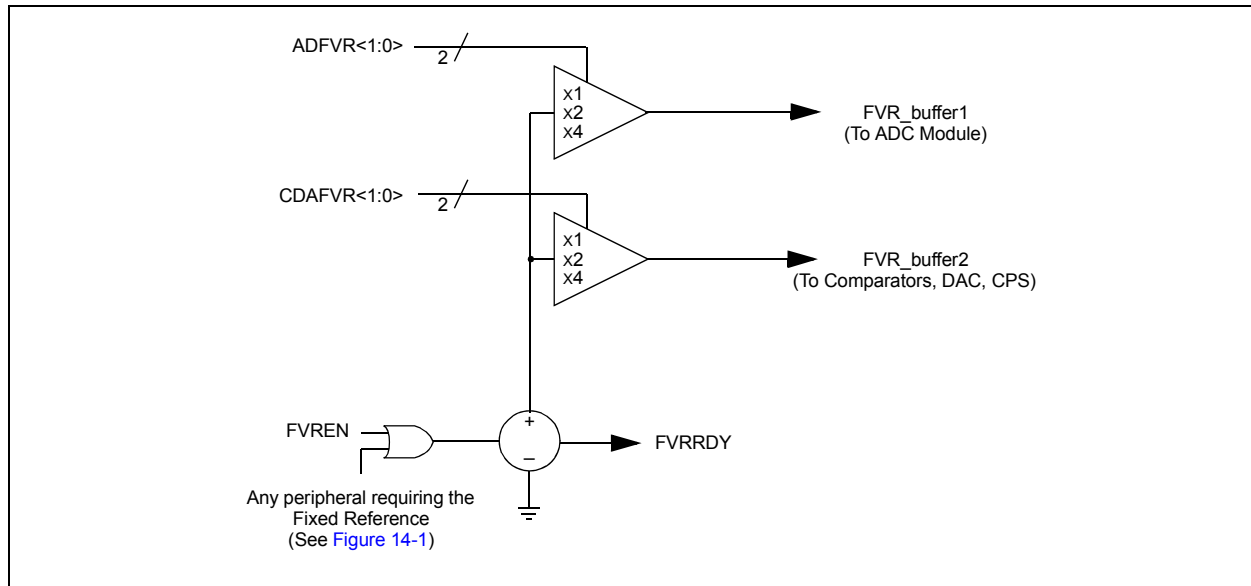 ADFVR<1:0>
2
X1
X2
X4
FVR_buffer1
(To ADC Module)
CDAFVR<1:0>
2
X1
X2
X4
FVR_buffer2
(To Comparators, DAC, CPS)
+
FVREN
FVRRDY
–
Any peripheral requiring the
Fixed Reference
(See Figure 14-1)